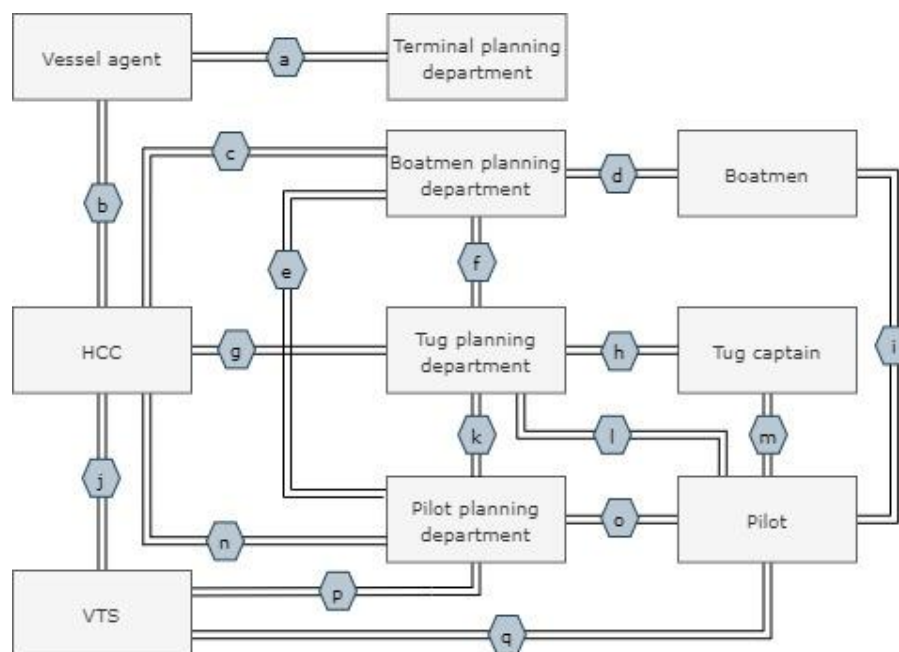 Vessel agent
a
Terminal planning
department
b
c
Boatmen planning
department
d
Boatmen
e
f
HCC
g
Tug planning
department
h
Tug captain
i
j
k
l
m
n
Pilot planning
department
o
Pilot
VTS
p
q